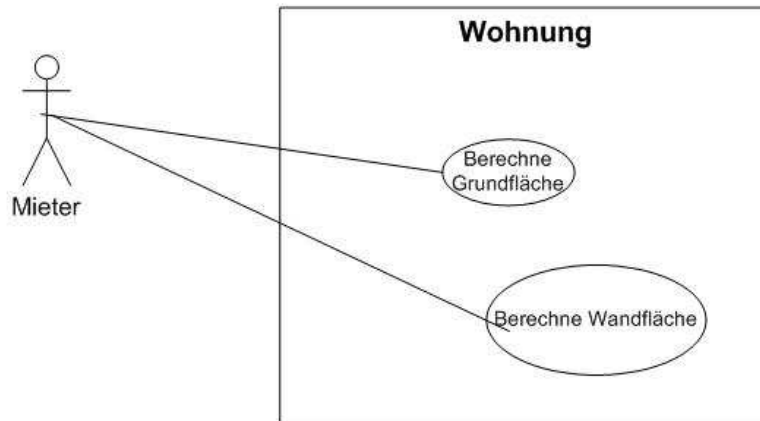 Wohnung
Berechne
Grundfläche
Mieter
Berechne Wandfläche